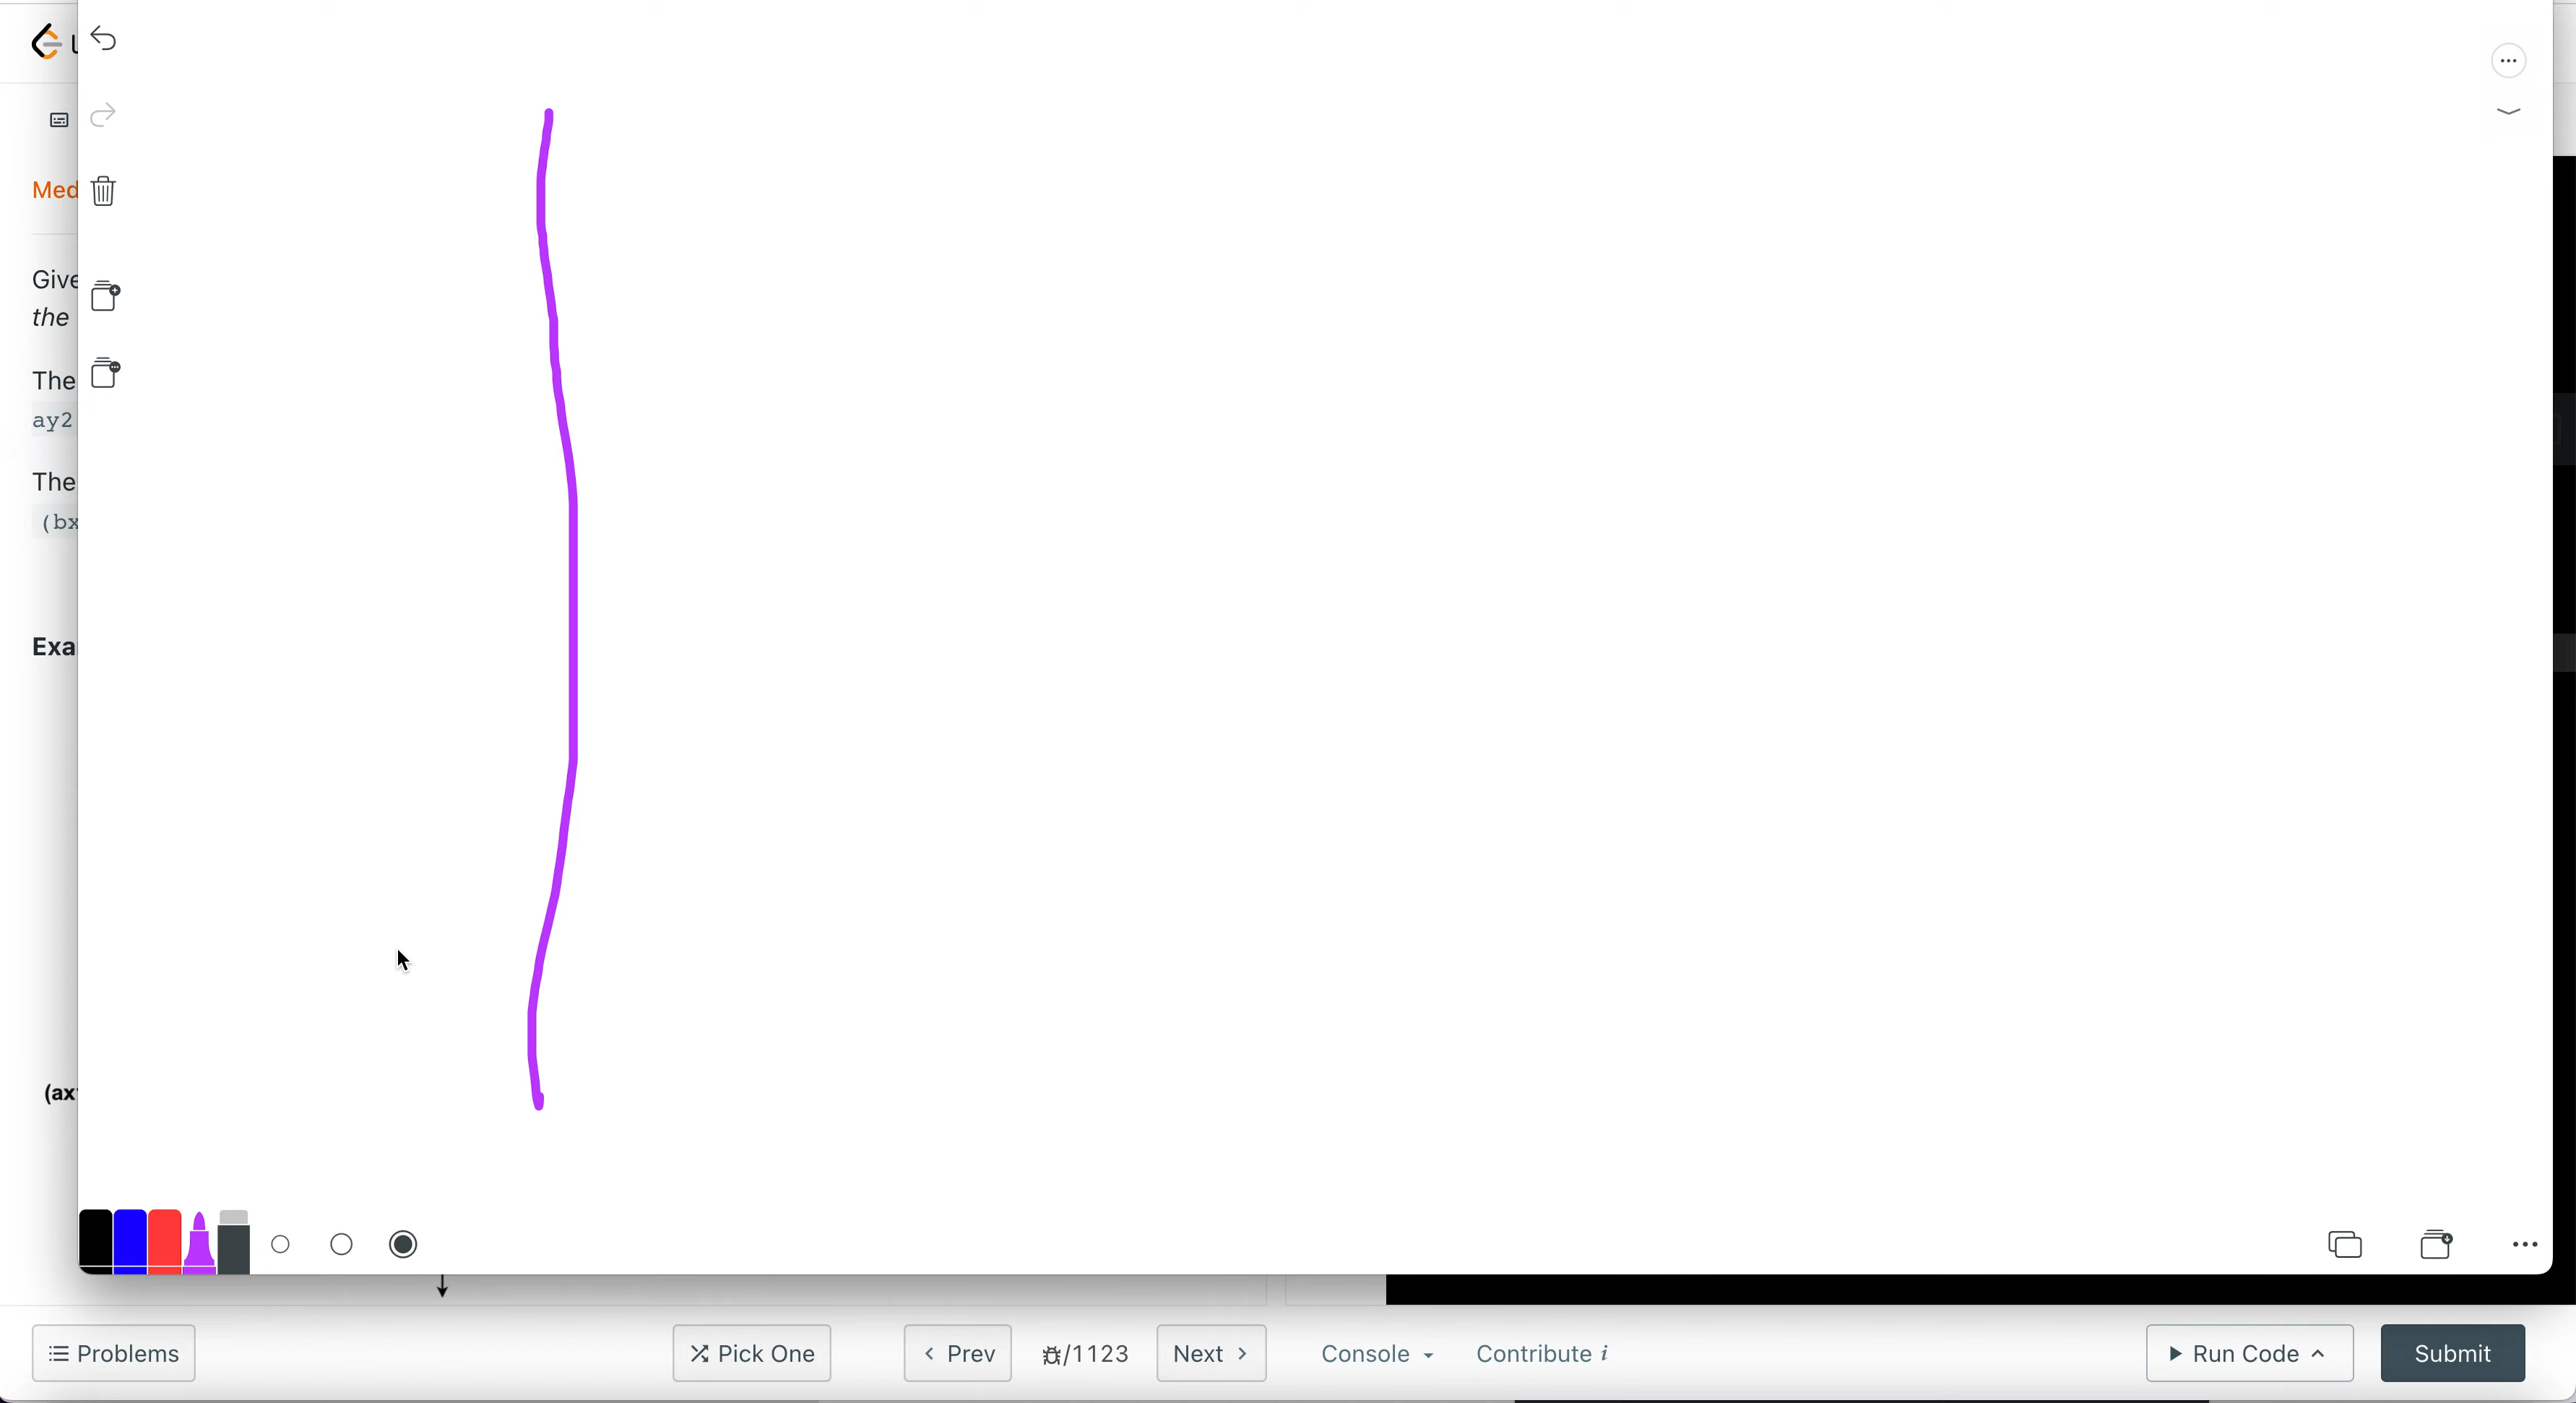 Med
Give
the
The
ay2
The
(bx
Exa
(ax
Problems
Pick One
Prev
/1123
Next
Console
Contribute i
Run Code
Submit